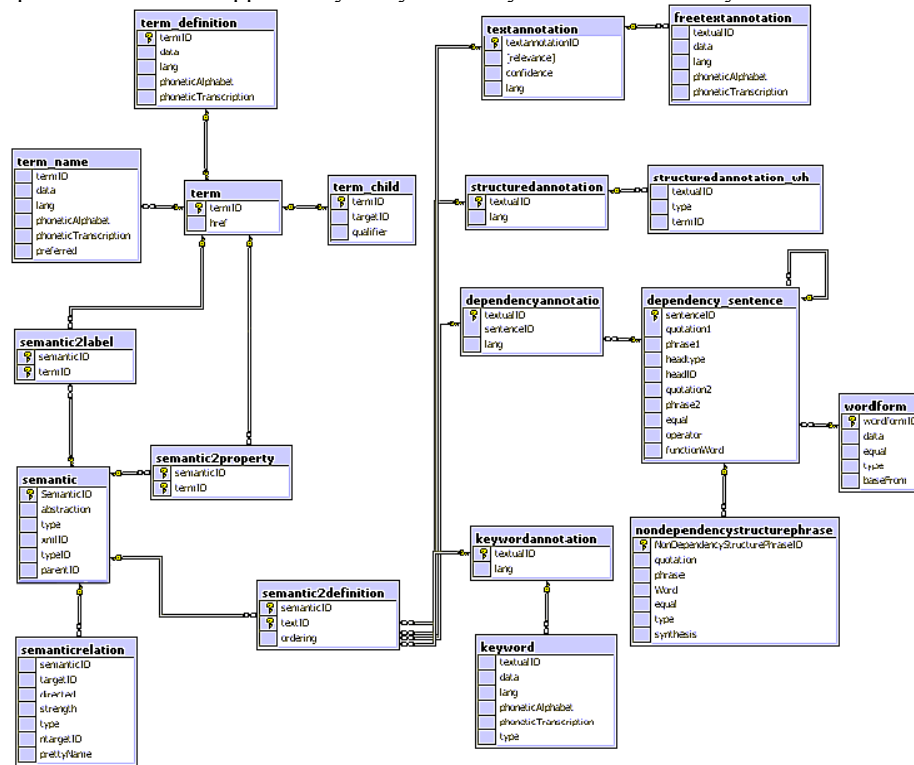 term_definition
termID
data
lang
phoneticAlphabet
phoneticTranscription
textannotation
textannotationID
[relevance]
confidence
lang
freetextannotation
textualID
data
lang
phoneticAlphabet
phoneticTranscription
term_name
termID
data
lang
phoneticAlphabet
phoneticTranscription
preferred
term
termID
href
term_child
termID
targetID
qualifier
structuredannotation
textualID
lang
structuredannotation_wh
textualID
type
termID
dependencyannotatio
textualID
sentenceID
lang
dependency_sentence
sentenceID
quotation1
phrase1
headtype
headID
quotation2
phrase2
equal
operator
functionWord
semantic2label
semanticID
termID
wordform
wordformID
data
equal
type
baseFrom
semantic2property
semanticID
termID
semantic
SemanticID
abstraction
type
xmlID
typeID
parentID
nondependencystructurephrase
NonDependencyStructurePhraseID
quotation
phrase
Word
equal
type
synthesis
keywordannotation
textualID
lang
semantic2definition
semanticID
textID
ordering
semanticrelation
semanticID
targetID
directed
strength
type
ntargetID
prettyName
keyword
textualID
data
lang
phoneticAlphabet
phoneticTranscription
type